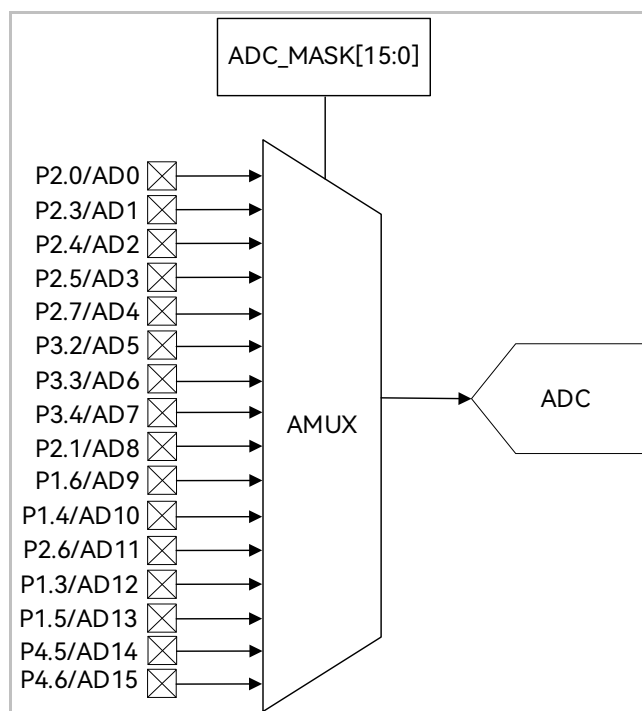 ADC_MASK[15:0]
P2.0/AD0
P2.3/AD1
P2.4/AD2
P2.5/AD3
P2.7/AD4
P3.2/AD5
P3.3/AD6
P3.4/AD7
P2.1/AD8
P1.6/AD9
P1.4/AD10
P2.6/AD11
P1.3/AD12
P1.5/AD13
P4.5/AD14
P4.6/AD15
AMUX
ADC